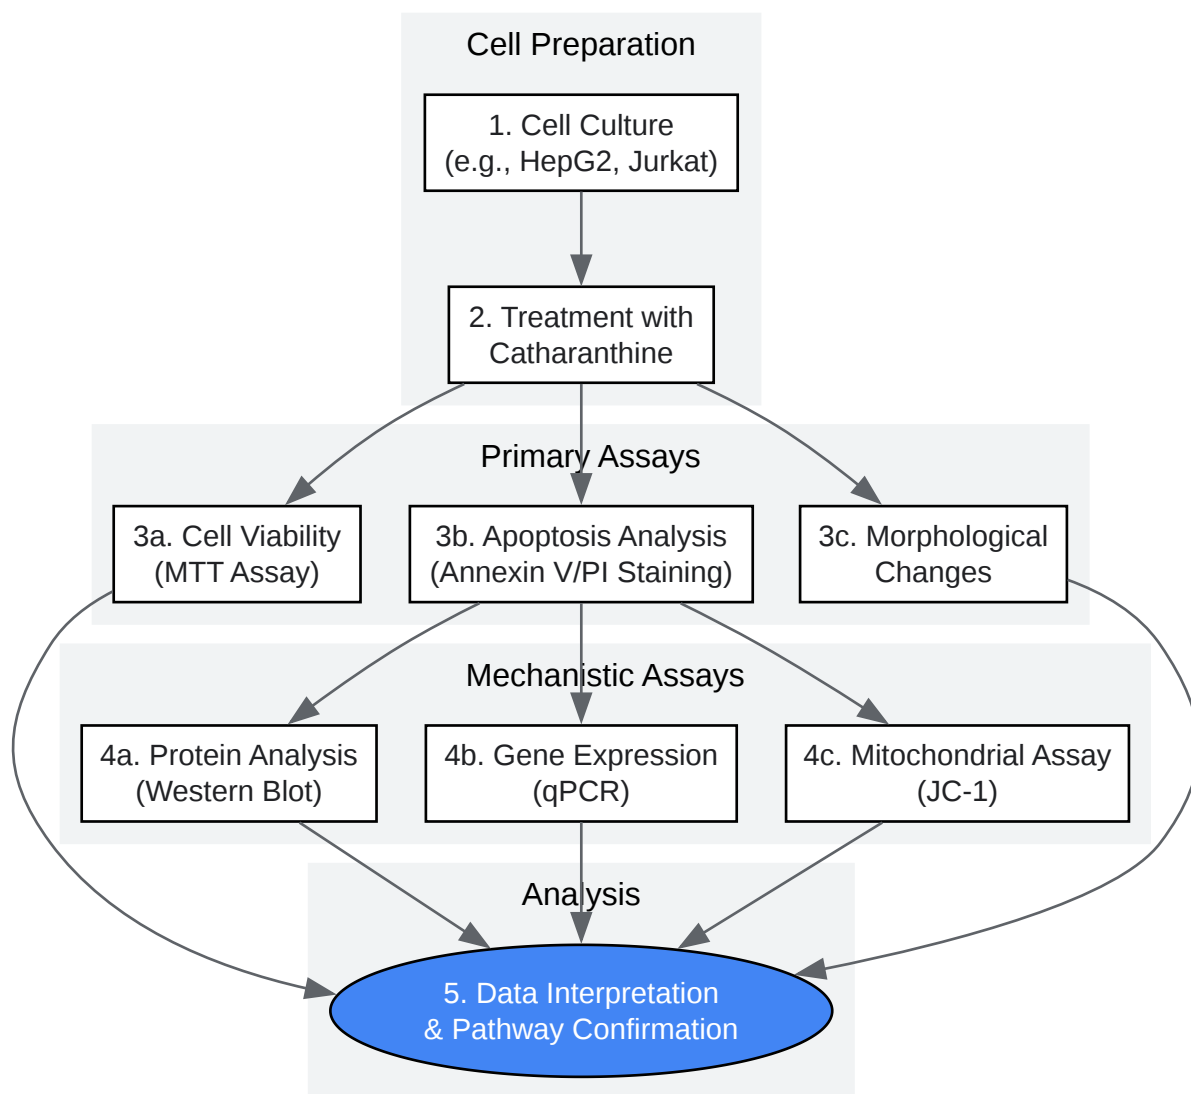 Cell Preparation
1. Cell Culture
(e.g., HepG2, Jurkat)
2. Treatment with
Catharanthine
Primary Assays
3a. Cell Viability
(MTT Assay)
3b. Apoptosis Analysis
(Annexin V/PI Staining)
3c. Morphological
Changes
Mechanistic Assays
4a. Protein Analysis
(Western Blot)
4b. Gene Expression
(qPCR)
4c. Mitochondrial Assay
(JC-1)
Analysis
5. Data Interpretation
& Pathway Confirmation